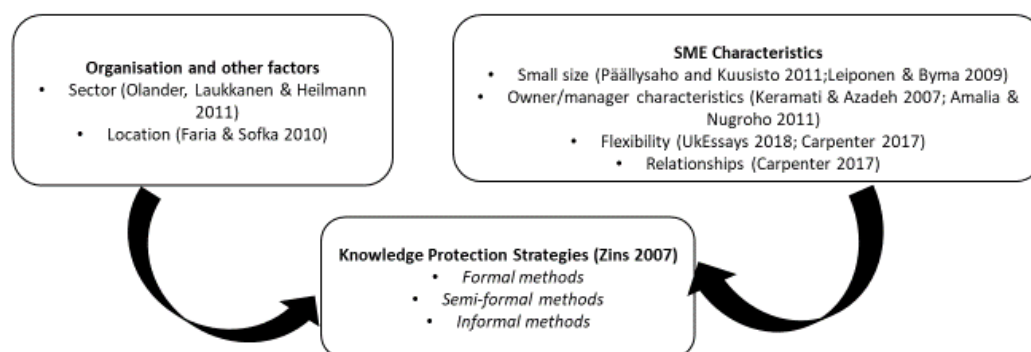 Organisation and other factors
• Sector (Olander, Laukkanen & Heilmann
2011)
• Location (Faria & Sofka 2010)
SME Characteristics
• Small size (Päällysaho and Kuusisto 2011;Leiponen & Byma 2009)
• Owner/manager characteristics (Keramati & Azadeh 2007; Amalia &
Nugroho 2011)
• Flexibility (UkEssays 2018; Carpenter 2017)
• Relationships (Carpenter 2017)
Knowledge Protection Strategies (Zins 2007)
• Formal methods
• Semi-formal methods
• Informal methods